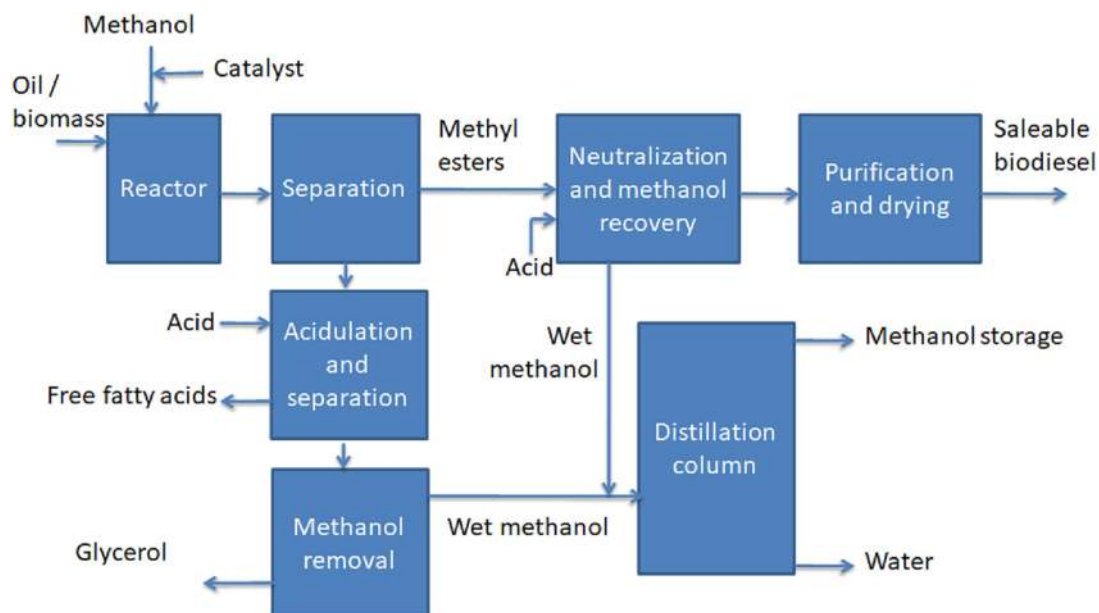 Methanol
Catalyst
Oil /
biomass
Reactor
Separation
Methyl
esters
Neutralization
and methanol
recovery
Acid
Purification
and drying
Saleable
biodiesel
Acid
Acidulation
and
separation
Free fatty acids
Wet
methanol
Methanol storage
Distillation
column
Methanol
removal
Wet methanol
Glycerol
Water